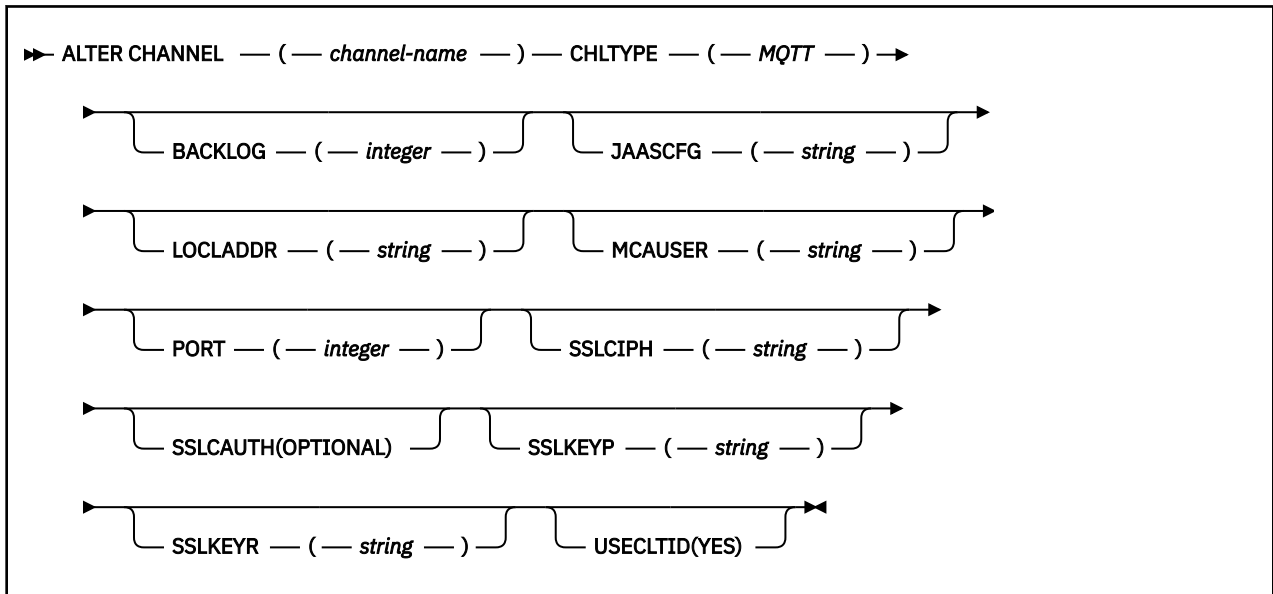 ALTER CHANNEL ( channel-name ) CHLTYPE ( MQTT )
BACKLOG ( integer ) JAASCFG ( string )
LOCLADDR ( string ) MCAUSER ( string )
PORT ( integer ) SSLCIPH ( string )
SSLCAUTH(OPTIONAL) SSLKEYP ( string )
SSLKEYR ( string ) USECLTID(YES)